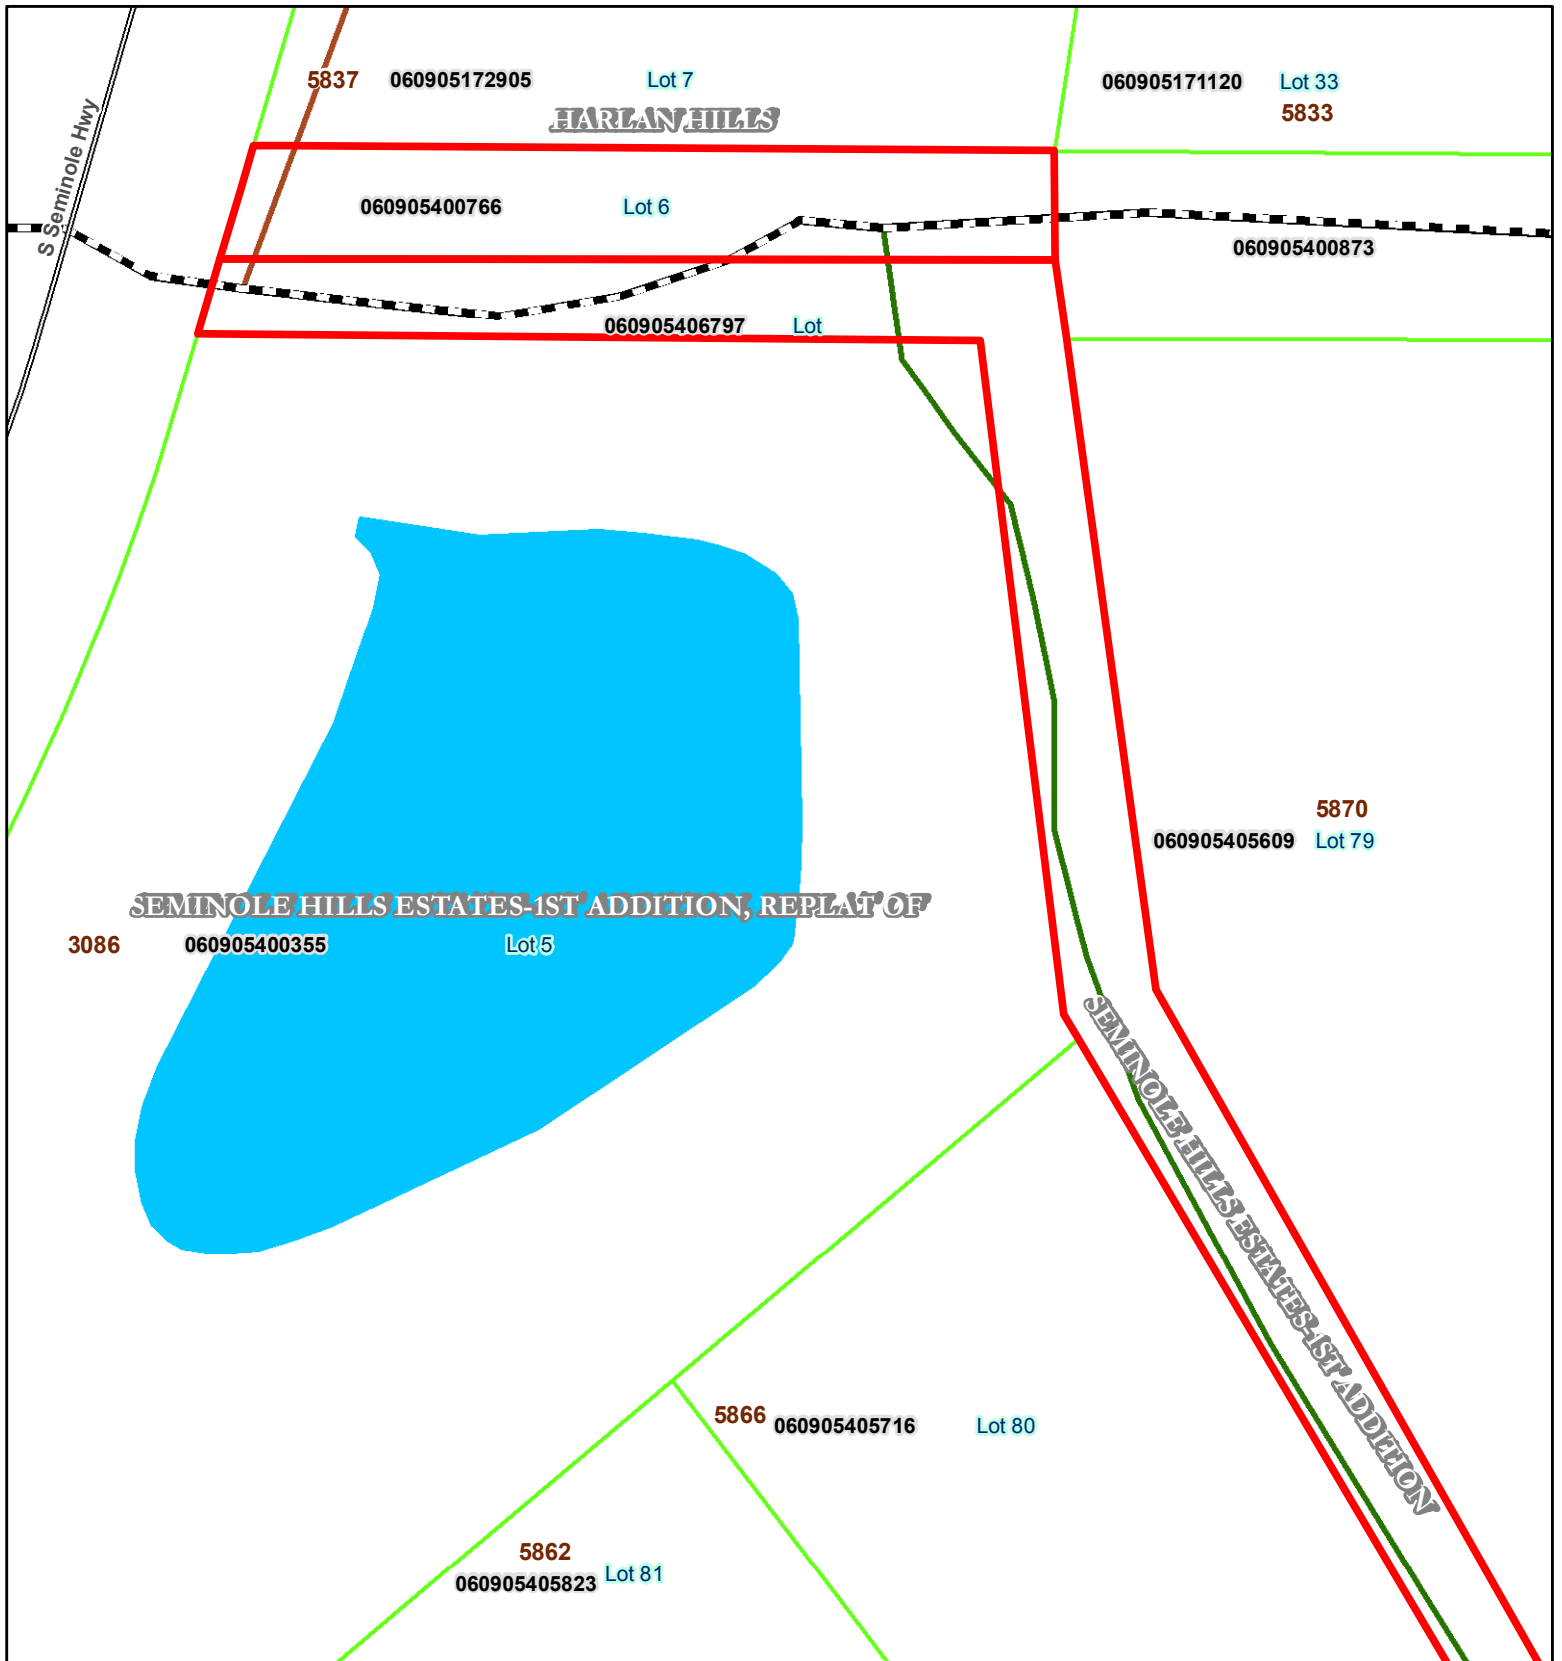 5837 060905172905 Lot 7
060905171120 Lot 33
5833
HARLAN HILLS
S Seminole Hwy
060905400766 Lot 6
060905400873
060905406797 Lot
5870
060905405609 Lot 79
SEMINOLE HILLS ESTATES-1ST ADDITION, REPLAT OF
3086 060905400355 Lot 5
SEMINOLE HILLS ESTATES-1ST ADDITION
5866 060905405716 Lot 80
5862
060905405823 Lot 81